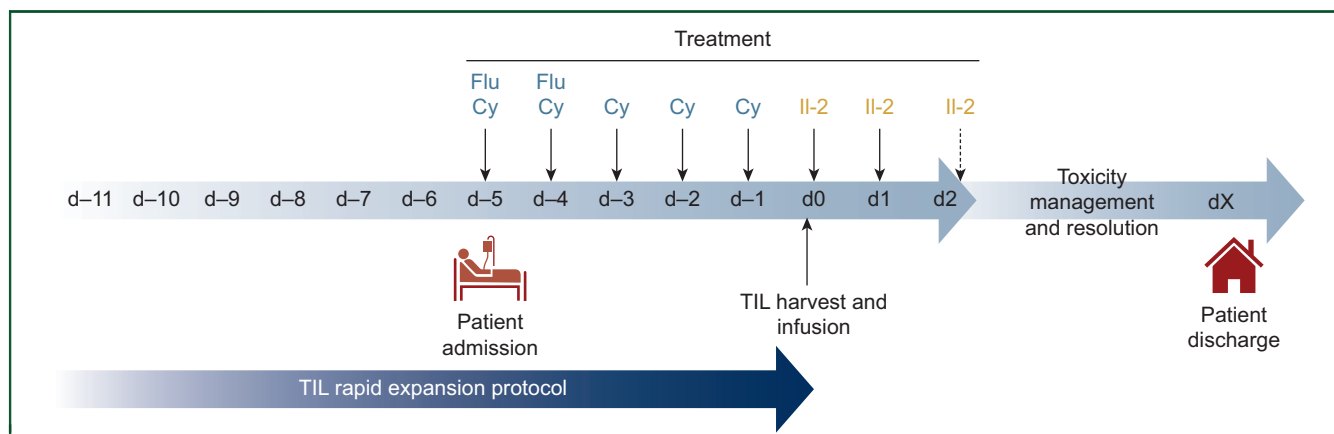 Treatment
Flu Flu
Cy Cy Cy Cy Cy Il-2 Il-2 Il-2
d–11 d–10 d–9 d–8 d–7 d–6 d–5 d–4 d–3 d–2 d–1 d0 d1 d2
Toxicity
management
and resolution
dX
Patient
admission
TIL harvest and
infusion
Patient
discharge
TIL rapid expansion protocol